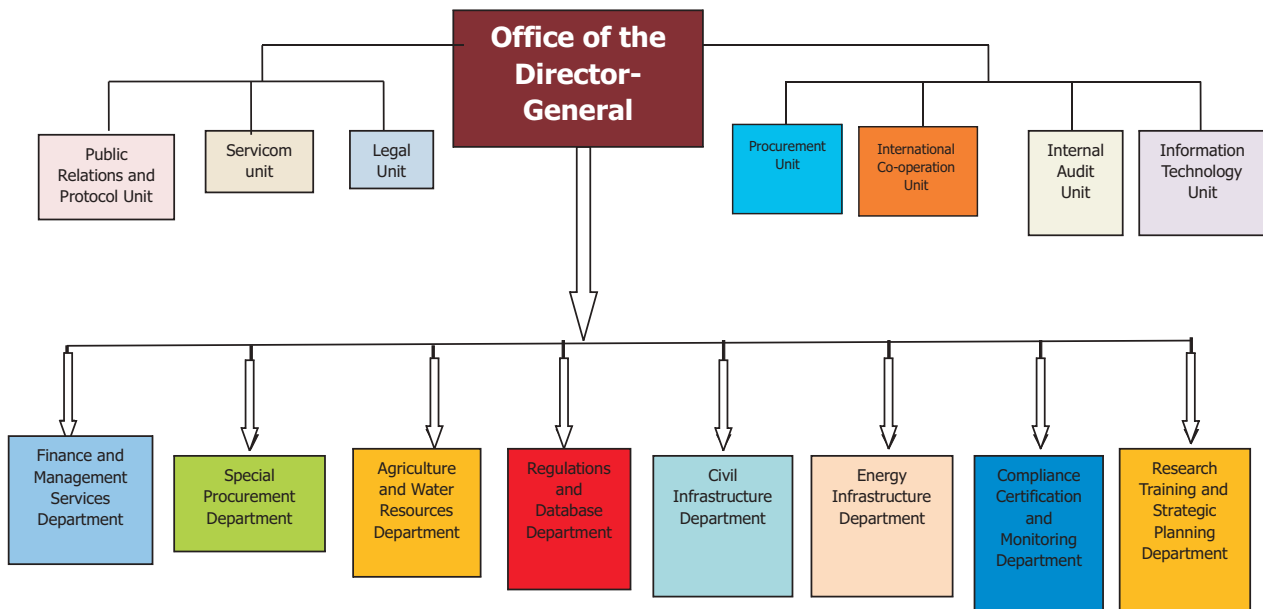 Office of the
Director-
General
Public
Relations and
Protocol Unit
Servicom
unit
Legal
Unit
Procurement
Unit
International
Co-operation
Unit
Internal
Audit
Unit
Information
Technology
Unit
Finance and
Management
Services
Department
Special
Procurement
Department
Agriculture
and Water
Resources
Department
Regulations
and
Database
Department
Civil
Infrastructure
Department
Energy
Infrastructure
Department
Compliance
Certification
and
Monitoring
Department
Research
Training and
Strategic
Planning
Department